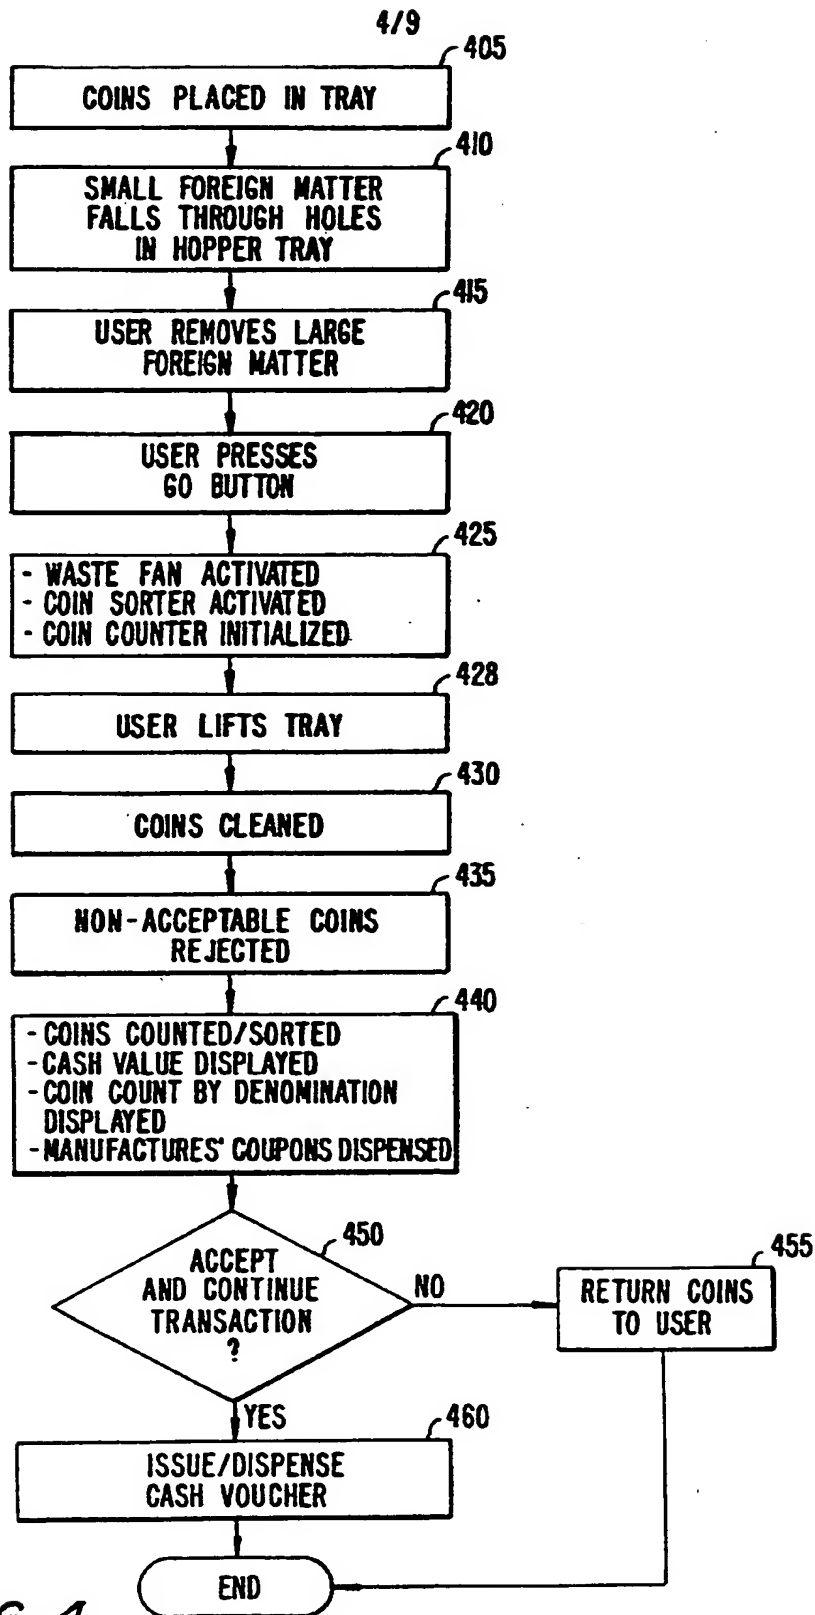 4/9
405
COINS PLACED IN TRAY
410
SMALL FOREIGN MATTER
FALLS THROUGH HOLES
IN HOPPER TRAY
415
USER REMOVES LARGE
FOREIGN MATTER
420
USER PRESSES
GO BUTTON
425
- WASTE FAN ACTIVATED
- COIN SORTER ACTIVATED
- COIN COUNTER INITIALIZED
428
USER LIFTS TRAY
430
COINS CLEANED
435
NON-ACCEPTABLE COINS
REJECTED
440
- COINS COUNTED/SORTED
- CASH VALUE DISPLAYED
- COIN COUNT BY DENOMINATION
DISPLAYED
- MANUFACTURES' COUPONS DISPENSED
450
ACCEPT
AND CONTINUE
TRANSACTION
?
NO
455
RETURN COINS
TO USER
YES
460
ISSUE/DISPENSE
CASH VOUCHER
END